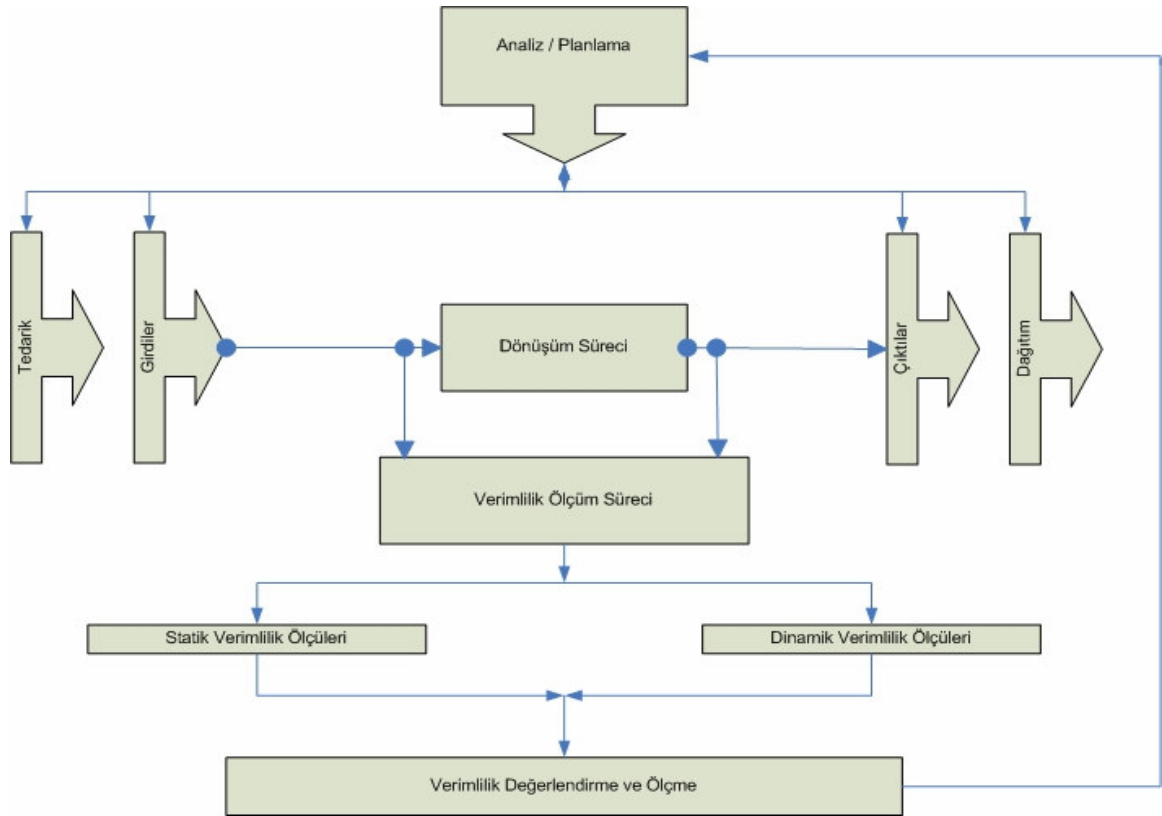 Analiz / Planlama
Tedarik
Girdiler
Dönüşüm Süreci
Çıktılar
Dağıtım
Verimlilik Ölçüm Süreci
Statik Verimlilik Ölçüleri
Dinamik Verimlilik Ölçüleri
Verimlilik Değerlendirme ve Ölçme